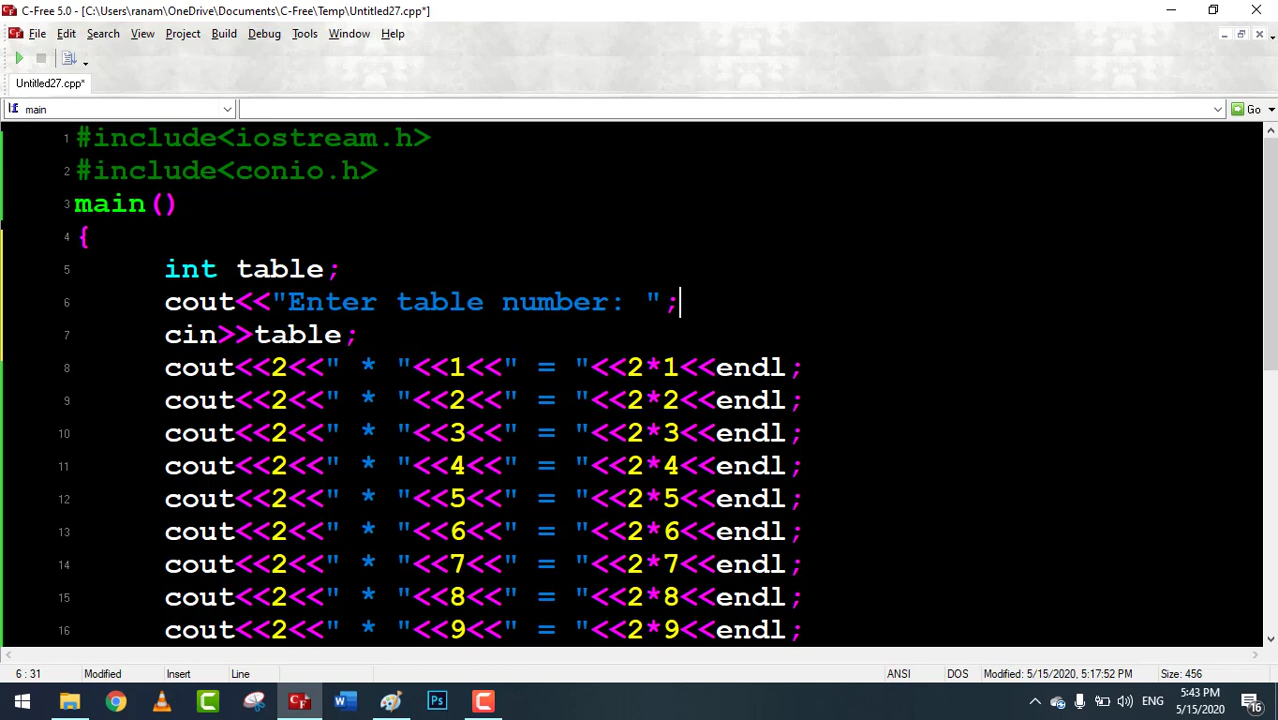 C-Free 5.0 - [C:\Users\ranam\OneDrive\Documents\C-Free\Temp\Untitled27.cpp*]
File Edit Search View Project Build Debug Tools Window Help
Untitled27.cpp*
main
Go
1 #include<iostream.h>
2 #include<conio.h>
3 main()
4 {
5 int table;
6 cout<<"Enter table number: ";
7 cin>>table;
8 cout<<2<<" * "<<1<<" = "<<2*1<<endl;
9 cout<<2<<" * "<<2<<" = "<<2*2<<endl;
10 cout<<2<<" * "<<3<<" = "<<2*3<<endl;
11 cout<<2<<" * "<<4<<" = "<<2*4<<endl;
12 cout<<2<<" * "<<5<<" = "<<2*5<<endl;
13 cout<<2<<" * "<<6<<" = "<<2*6<<endl;
14 cout<<2<<" * "<<7<<" = "<<2*7<<endl;
15 cout<<2<<" * "<<8<<" = "<<2*8<<endl;
16 cout<<2<<" * "<<9<<" = "<<2*9<<endl;
6 : 31 Modified Insert Line ANSI DOS Modified: 5/15/2020, 5:17:52 PM Size: 456
ENG
5:43 PM
5/15/2020
16